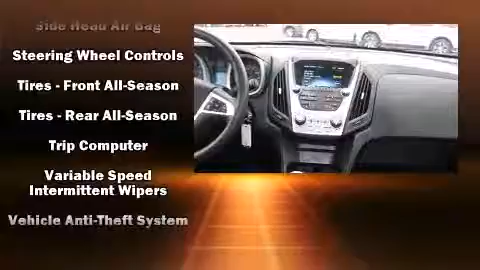 Side Head Air Bag
Steering Wheel Controls
Tires - Front All-Season
Tires - Rear All-Season
Trip Computer
Variable Speed
Intermittent Wipers
Vehicle Anti-Theft System